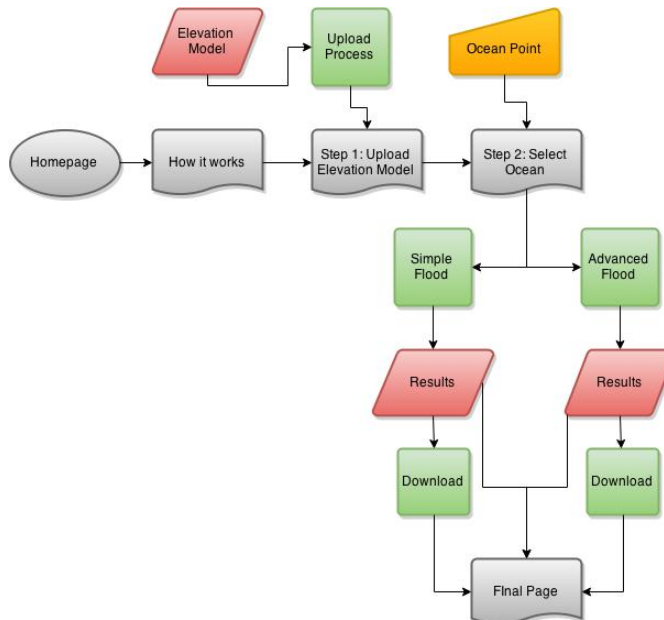 Elevation
Model
Upload
Process
Ocean Point
Homepage
How it works
Step 1: Upload
Elevation Model
Step 2: Select
Ocean
Simple
Flood
Advanced
Flood
Results
Results
Download
Download
FInal Page